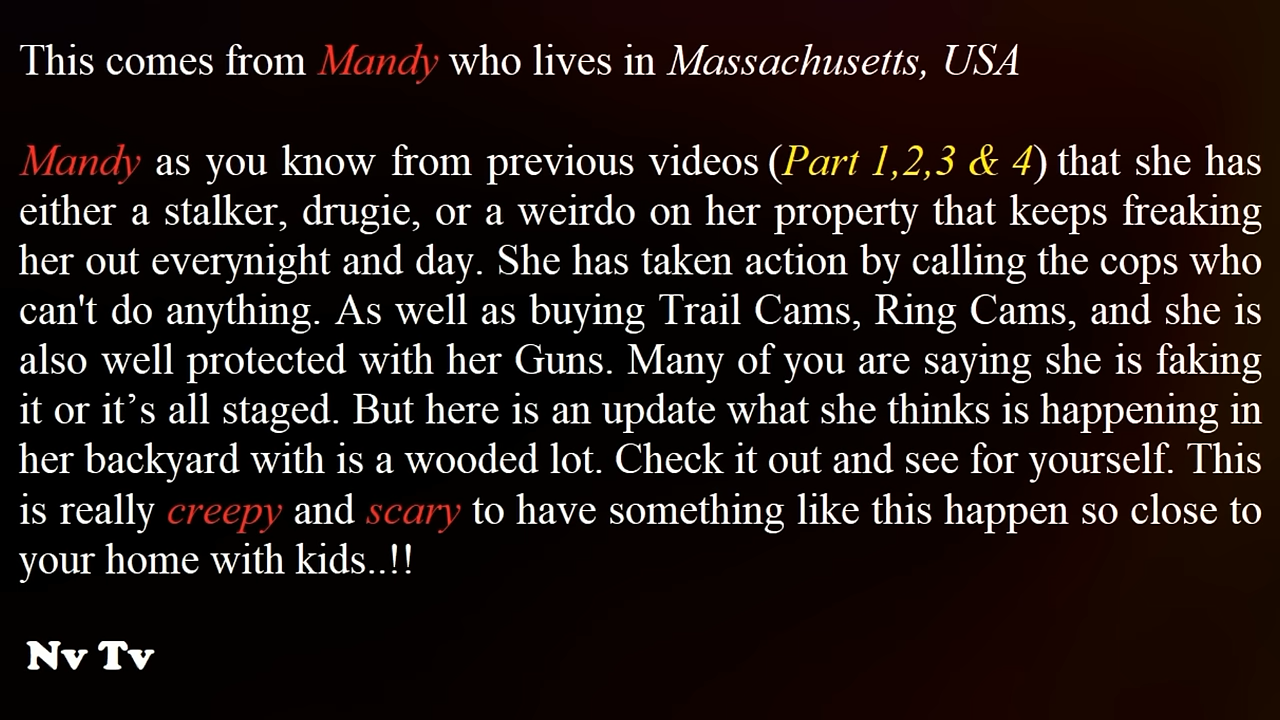 This comes from Mandy who lives in Massachusetts, USA
Mandy as you know from previous videos (Part 1,2,3 & 4) that she has
either a stalker, drugie, or a weirdo on her property that keeps freaking
her out everynight and day. She has taken action by calling the cops who
can't do anything. As well as buying Trail Cams, Ring Cams, and she is
also well protected with her Guns. Many of you are saying she is faking
it or it’s all staged. But here is an update what she thinks is happening in
her backyard with is a wooded lot. Check it out and see for yourself. This
is really creepy and scary to have something like this happen so close to
your home with kids..!!
Nv Tv